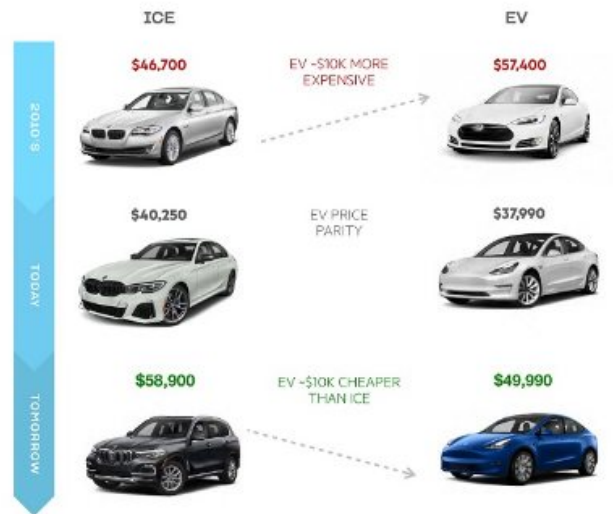 ICE
EV
2010'S
$46,700
EV ~$10K MORE
EXPENSIVE
$57,400
TODAY
$40,250
EV PRICE
PARITY
$37,990
TOMORROW
$58,900
EV ~$10K CHEAPER
THAN ICE
$49,990